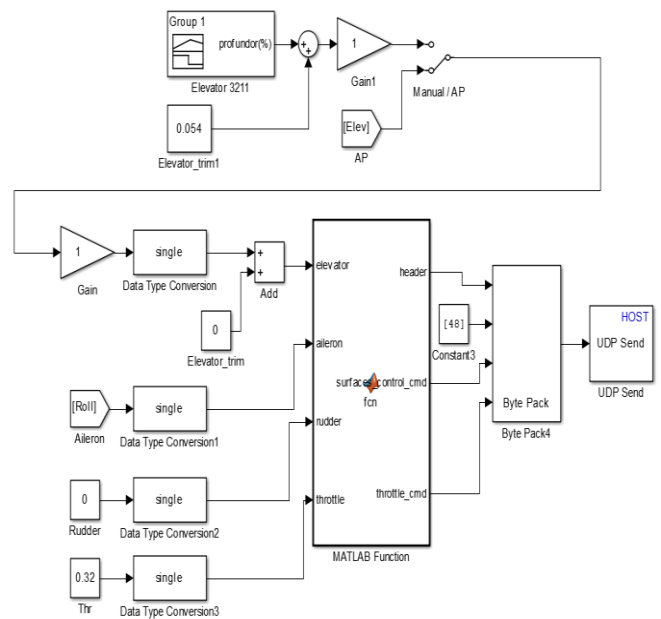 Group 1
profundor(%)
Elevator 3211
+
+
1
Gain1
Manual / AP
0.054
Elevator_trim1
[Elev]
AP
1
Gain
single
Data Type Conversion
+
+
Add
0
Elevator_trim
elevator
aileron
rudder
throttle
header
surfaces_control_cmd
fcn
throttle_cmd
MATLAB Function
[48]
Constant3
Byte Pack
Byte Pack4
HOST
UDP Send
UDP Send
[Roll]
Aileron
single
Data Type Conversion1
0
Rudder
single
Data Type Conversion2
0.32
Thr
single
Data Type Conversion3